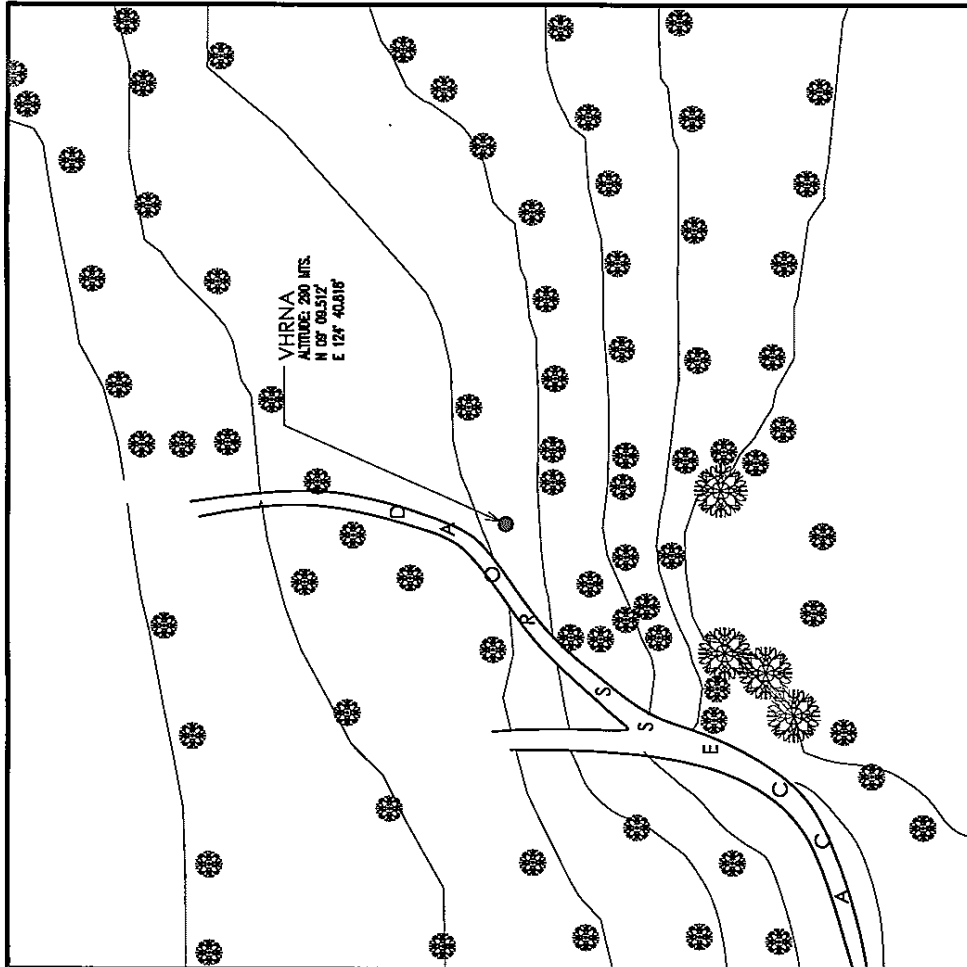 VHRNA
ALTITUDE: 290 MTS.
N 09° 09.512'
E 124° 40.818'
ACCESS ROAD